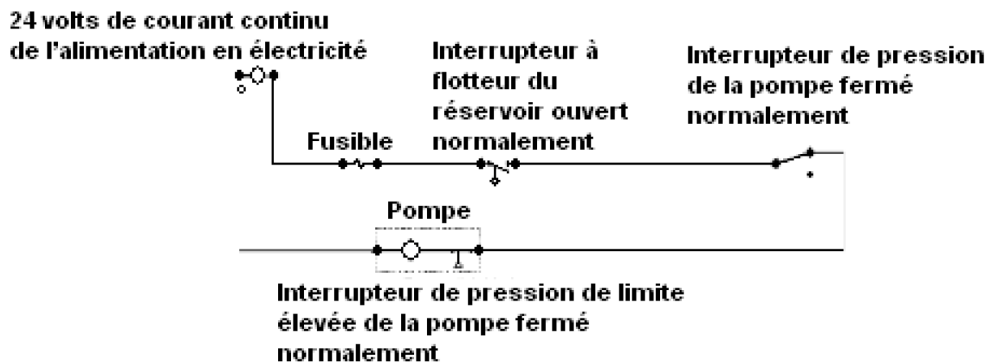 24 volts de courant continu
de l'alimentation en électricité
Interrupteur à
flotteur du
réservoir ouvert
normalement
Interrupteur de pression
de la pompe fermé
normalement
Fusible
Pompe
Interrupteur de pression de limite
élevée de la pompe fermé
normalement